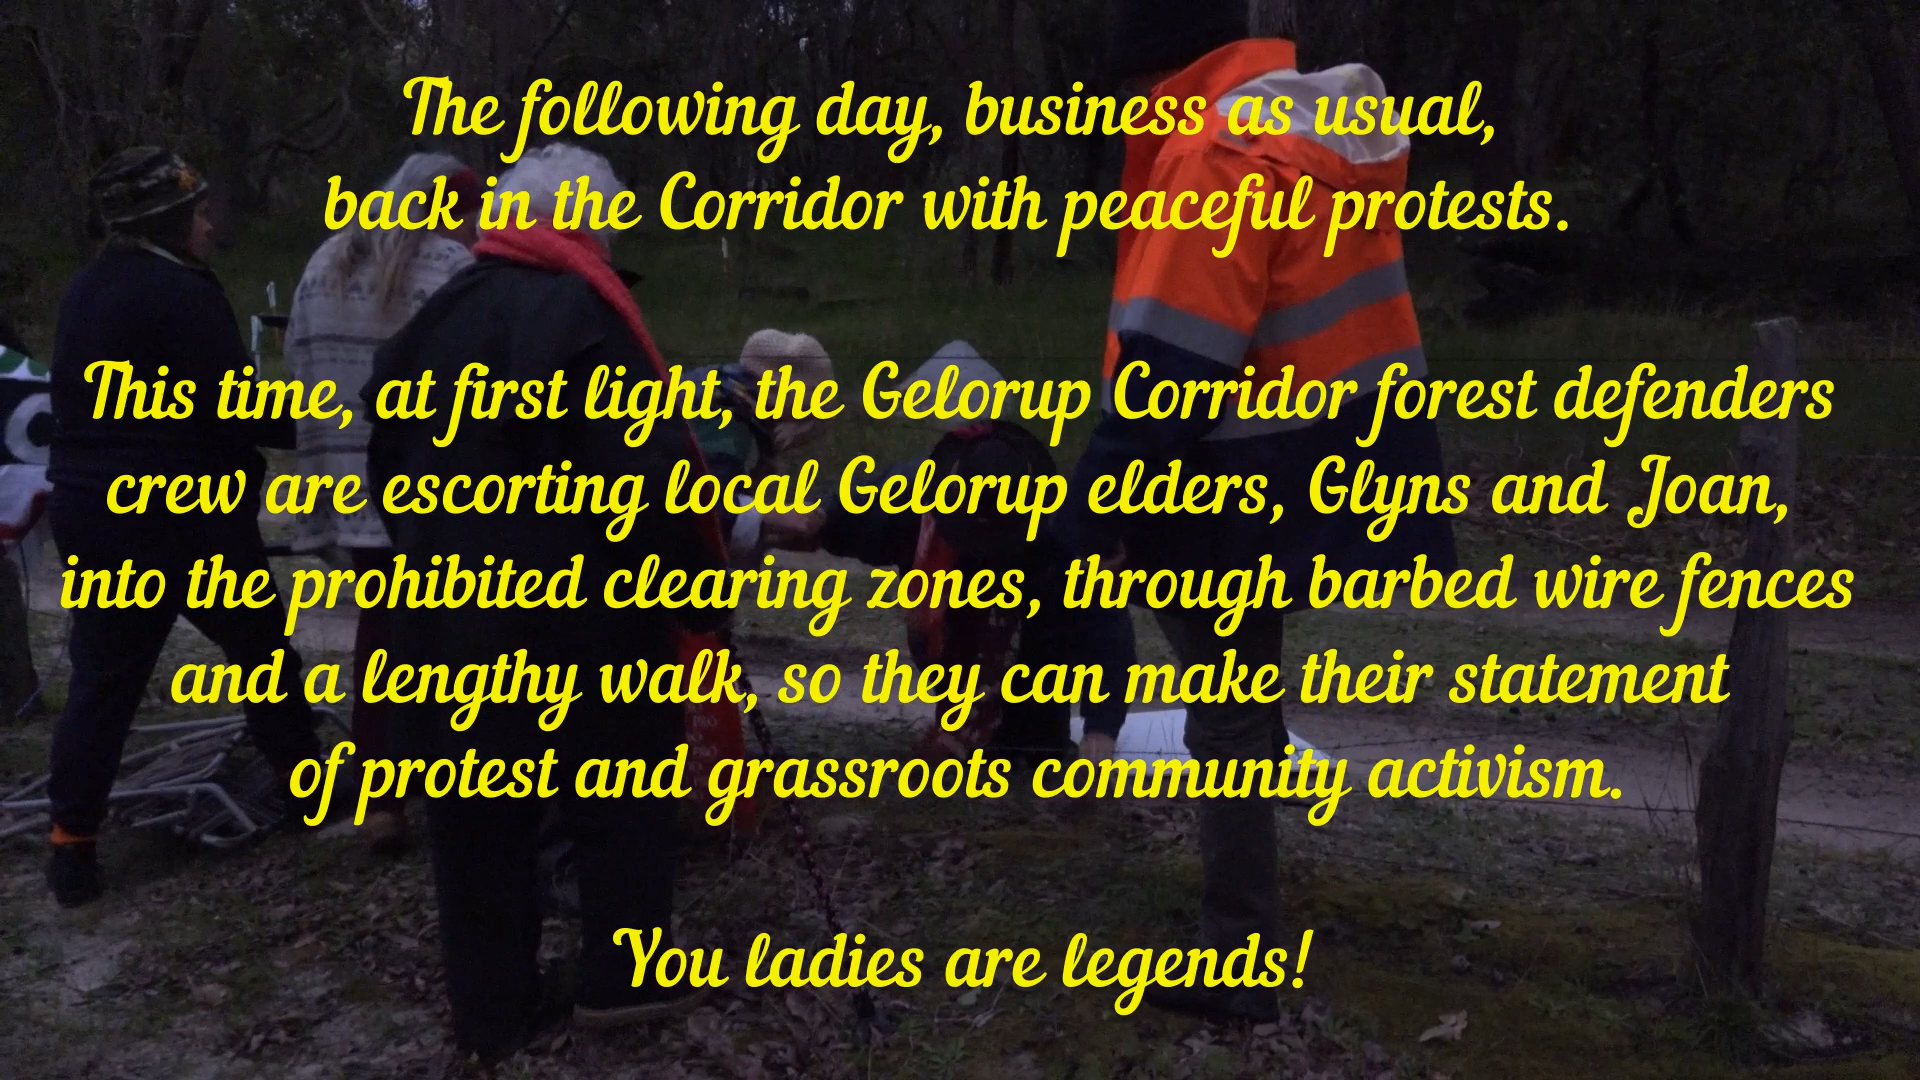 The following day, business as usual,
back in the Corridor with peaceful protests.
This time, at first light, the Gelorup Corridor forest defenders
crew are escorting local Gelorup elders, Glyns and Joan,
into the prohibited clearing zones, through barbed wire fences
and a lengthy walk, so they can make their statement
of protest and grassroots community activism.
You ladies are legends!